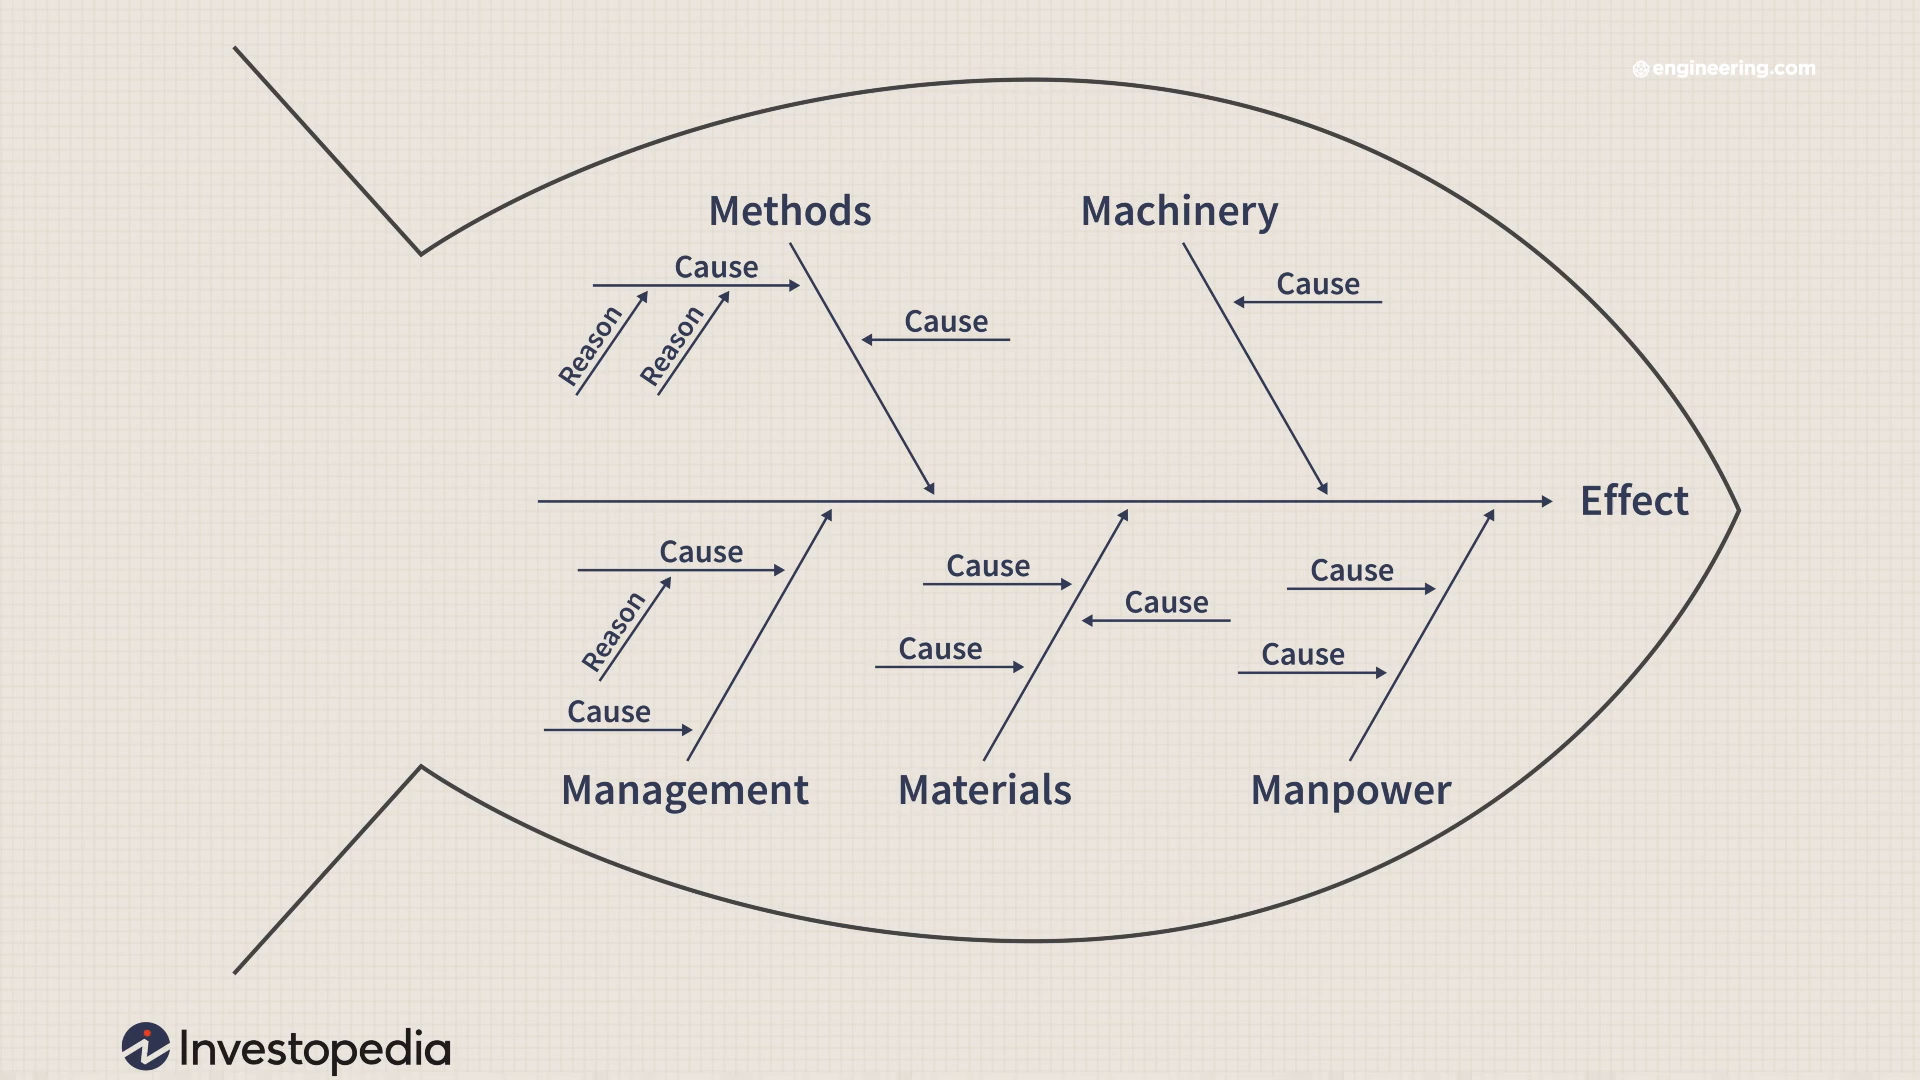 engineering.com
Methods
Machinery
Cause
Cause
Reason
Reason
Cause
Effect
Cause
Cause
Cause
Cause
Reason
Cause
Cause
Cause
Management
Materials
Manpower
Investopedia